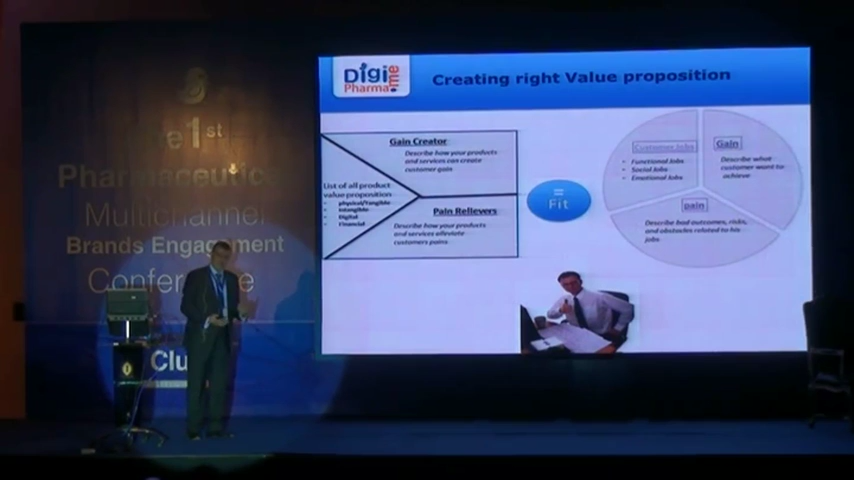 1st
Pharmaceutical
Multichannel
Brands Engagement
Conference
Clu
Digi
Pharma.me
Creating right Value proposition
Gain Creator
Describe how your products
and services can create
customer gain
List of all product
value proposition
• physical/Tangible
• Intangible
• Digital
• Financial
Pain Relievers
Describe how your products
and services alleviate
customers pains
=
Fit
Customer Jobs
• Functional Jobs
• Social Jobs
• Emotional Jobs
Gain
Describe what
customer want to
achieve
pain
Describe bad outcomes, risks,
and obstacles related to his
jobs